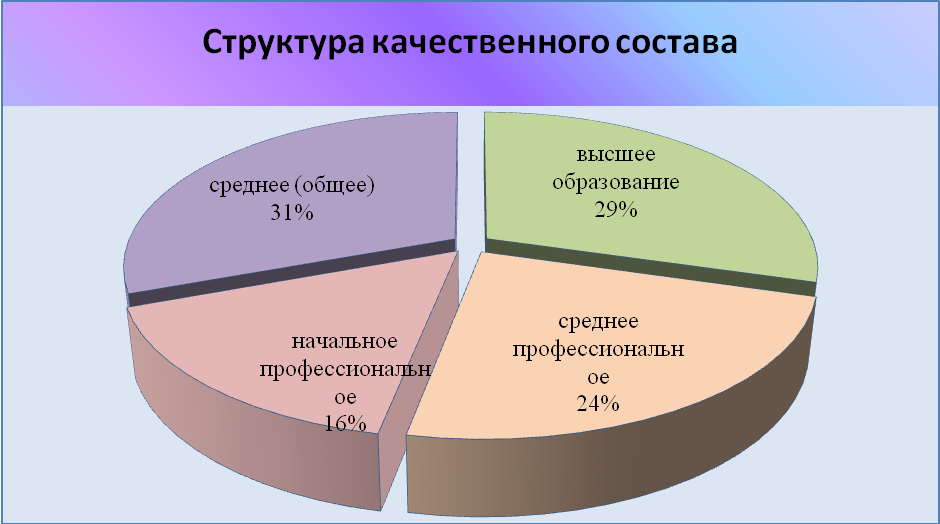 Структура качественного состава
высшее
образование
29%
среднее (общее)
31%
среднее
профессиональн
ое
24%
начальное
профессиональн
ое
16%